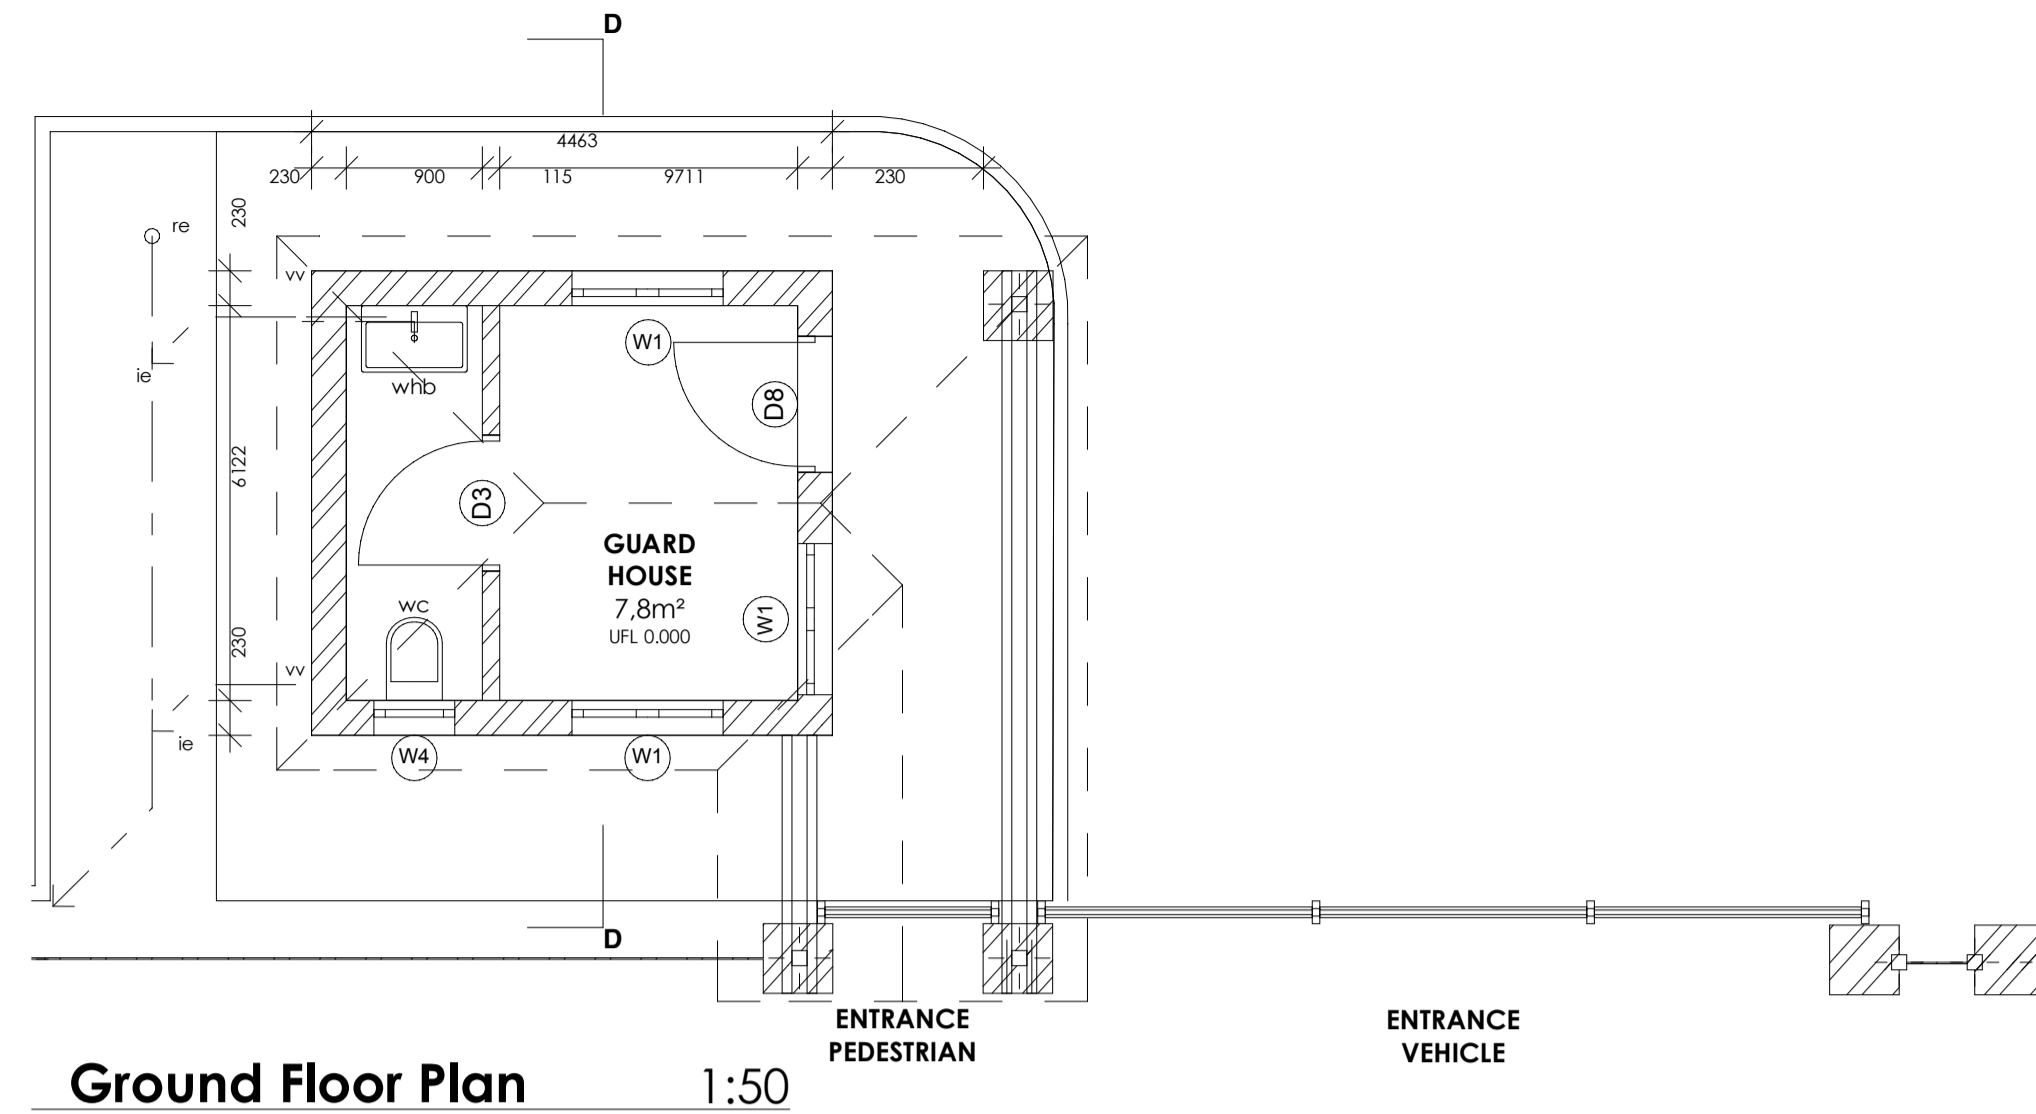 D
4463
230 900 115 9711 230
230
re
vv
W1
ie
whb
D8
6122
D3
GUARD
HOUSE
7,8m²
UFL 0.000
wc
W1
230
vv
ie
W4
W1
D
ENTRANCE
PEDESTRIAN
ENTRANCE
VEHICLE
Ground Floor Plan 1:50